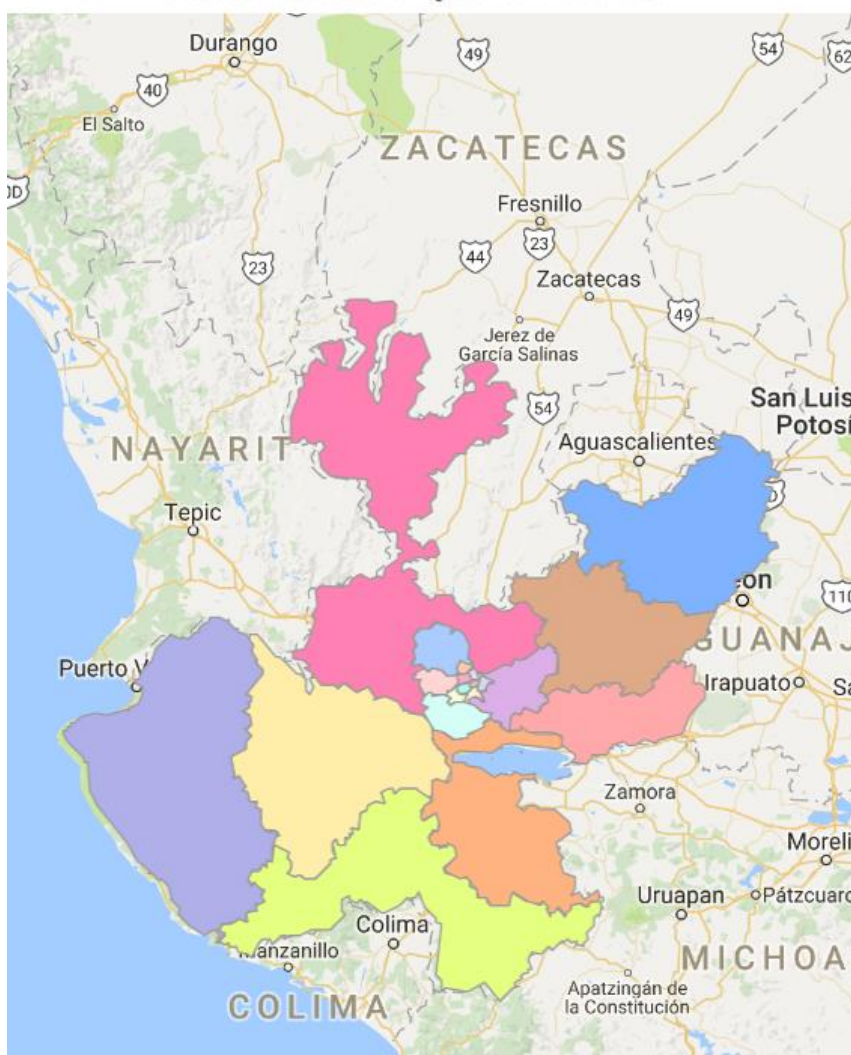 Durango
49
54
62
40
El Salto
ZACATECAS
0D
Fresnillo
23
44
23
Zacatecas
49
Jerez de
García Salinas
54
San Luis
Potosí
NAYARIT
Aguascalientes
Tepic
eon
110
GUANAJ
Puerto V
Irapuato
Sa
Zamora
Moreli
Uruapan
Pátzcuaro
Colima
Manzanillo
MICHOA
Apatzingán de
la Constitución
COLIMA